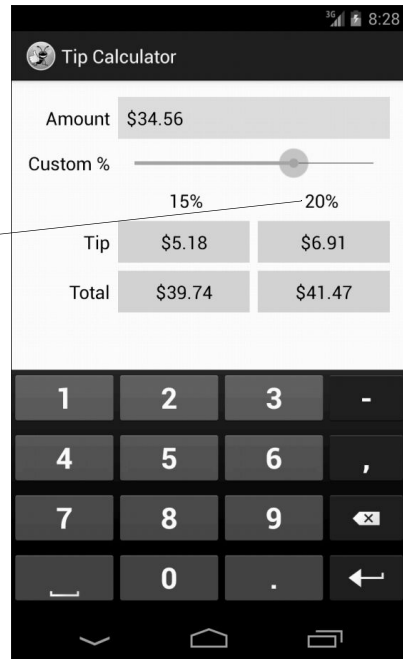 3G 8:28
Tip Calculator
Amount $34.56
Custom %
15% 20%
Tip $5.18 $6.91
Total $39.74 $41.47
1 2 3 -
4 5 6 ,
7 8 9
0 .